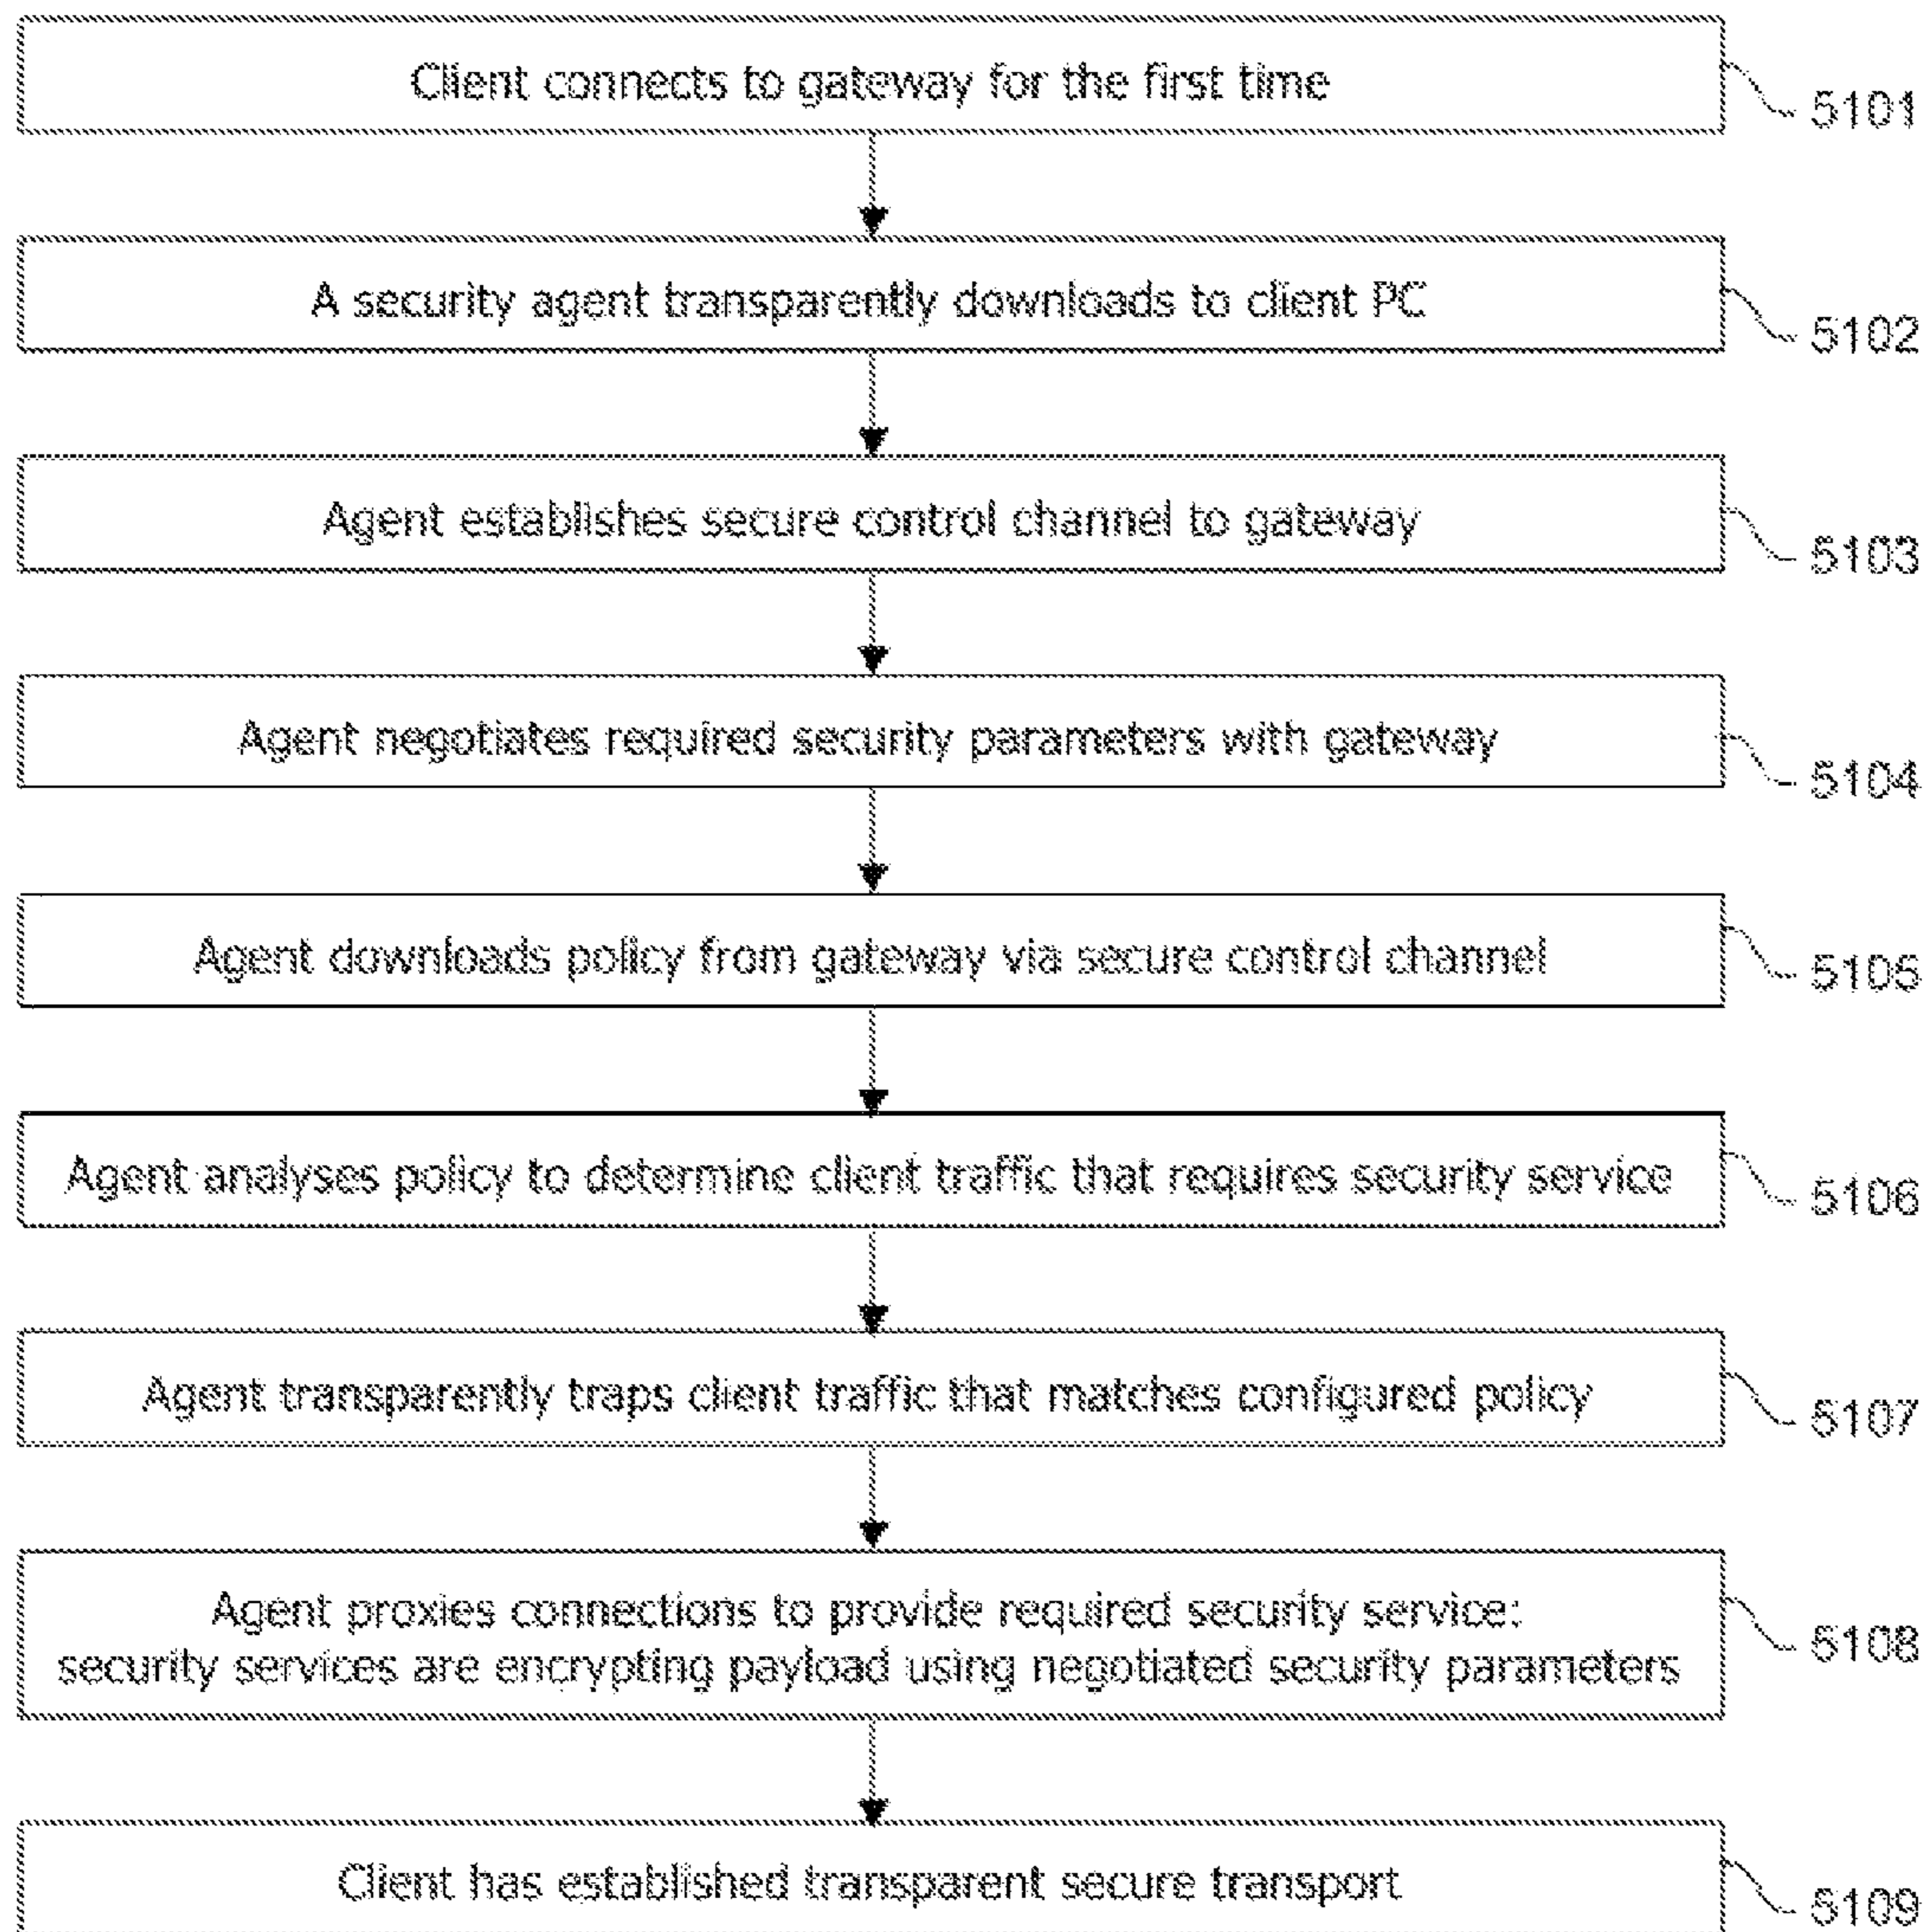 Client connects to gateway for the first time
5101
A security agent transparently downloads to client PC
5102
Agent establishes secure control channel to gateway
5103
Agent negotiates required security parameters with gateway
5104
Agent downloads policy from gateway via secure control channel
5105
Agent analyses policy to determine client traffic that requires security service
5106
Agent transparently traps client traffic that matches configured policy
5107
Agent proxies connections to provide required security service:
security services are encrypting payload using negotiated security parameters
5108
Client has established transparent secure transport
5109